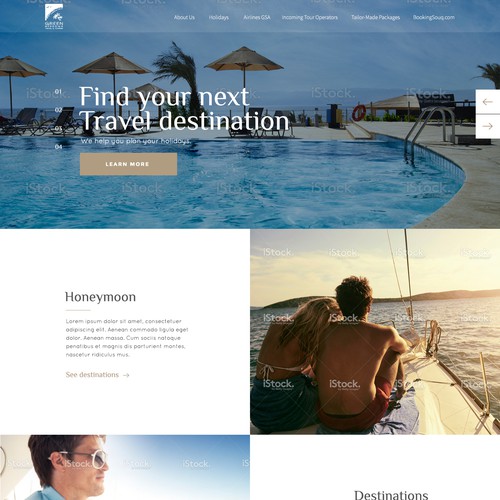 About Us
Holidays
Airlines GSA
Incoming Tour Operators
Tailor Made Packages
BookingSouq.com
GREEN
01
02
03
04
Find your next
Travel destination
We help you plan your holidays.
LEARN MORE
Honeymoon
Lorem ipsum dolor sit amet, consectetuer
adipiscing elit. Aenean commodo ligula
eget dolor. Aenean massa. Cum sociis
natoque penatibus et magnis dis parturient
montes, nascetur ridiculus mus.
See destinations
Destinations
iStock